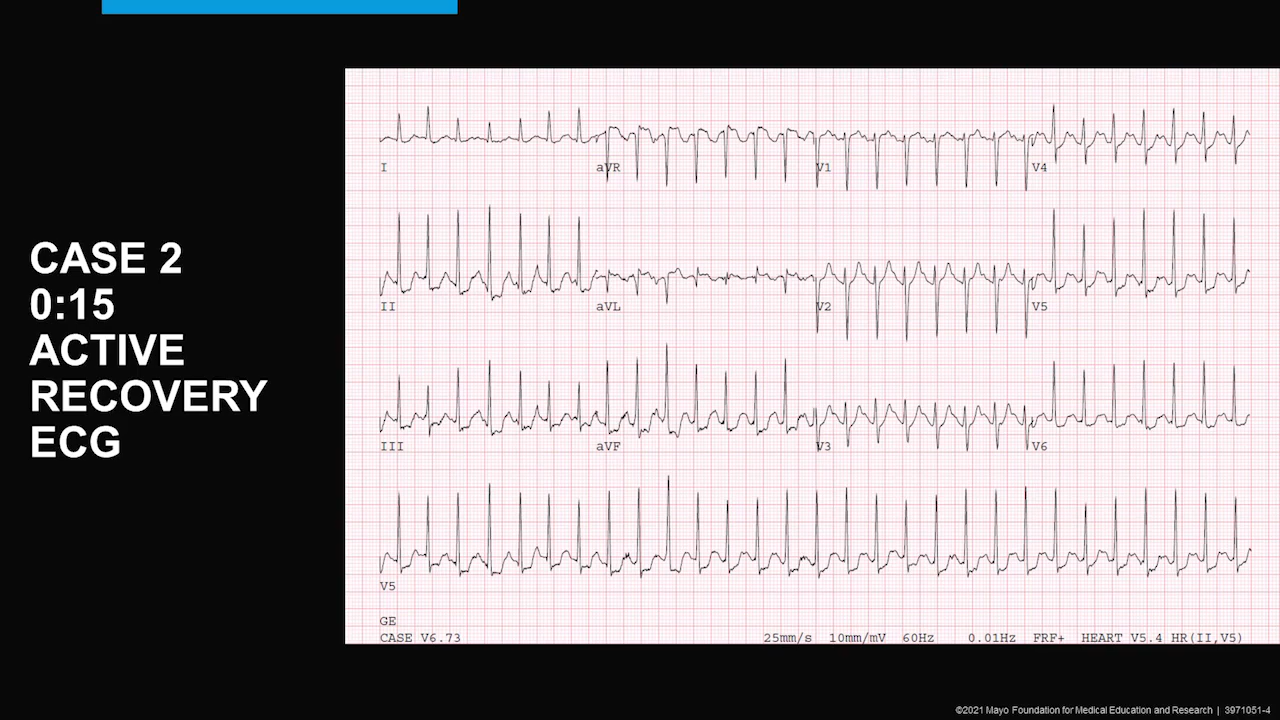 CASE 2
0:15
ACTIVE
RECOVERY
ECG
I aVR V1 V4
II aVL V2 V5
III aVF V3 V6
V5
GE
CASE V6.73 25mm/s 10mm/mV 60Hz 0.01Hz FRF+ HEART V5.4 HR(II,V5)
©2021 Mayo Foundation for Medical Education and Research | 3971051-4